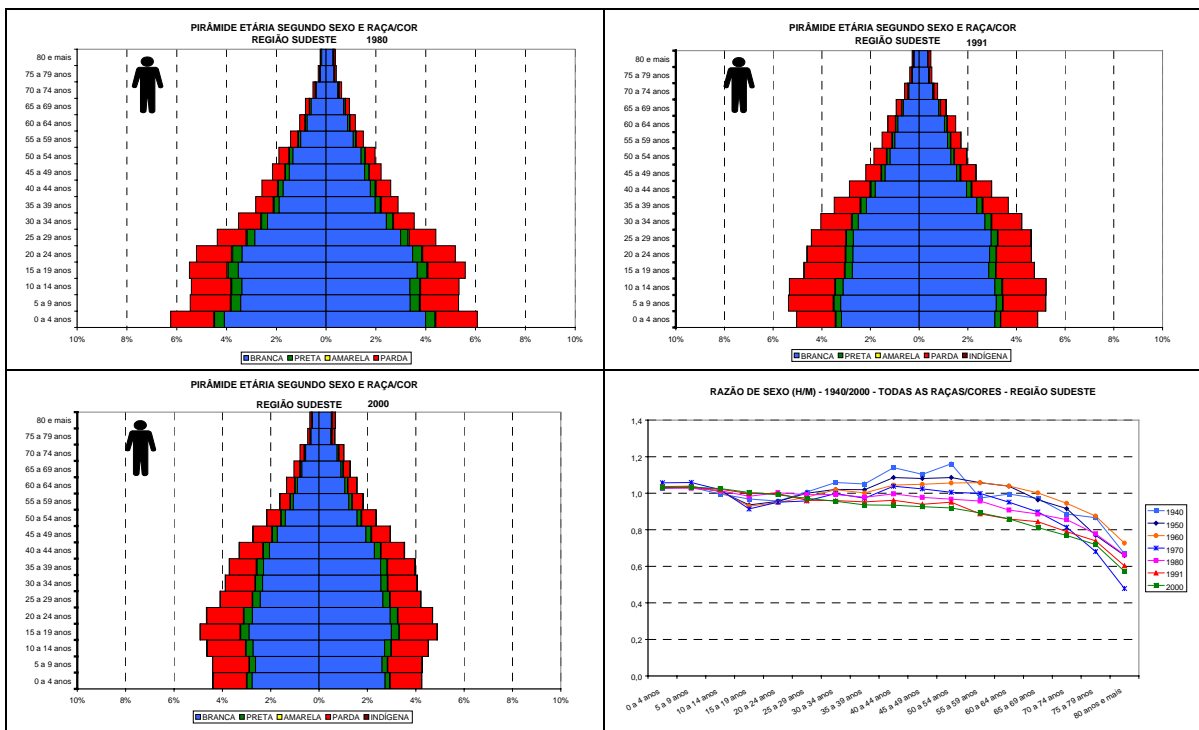 PIRÂMIDE ETÁRIA SEGUNDO SEXO E RAÇA/COR
REGIÃO SUDESTE 1980
80 e mais
75 a 79 anos
70 a 74 anos
65 a 69 anos
60 a 64 anos
55 a 59 anos
50 a 54 anos
45 a 49 anos
40 a 44 anos
35 a 39 anos
30 a 34 anos
25 a 29 anos
20 a 24 anos
15 a 19 anos
10 a 14 anos
5 a 9 anos
0 a 4 anos
10% 8% 6% 4% 2% 0% 2% 4% 6% 8% 10%
BRANCA PRETA AMARELA PARDA
PIRÂMIDE ETÁRIA SEGUNDO SEXO E RAÇA/COR
REGIÃO SUDESTE 1991
80 e mais
75 a 79 anos
70 a 74 anos
65 a 69 anos
60 a 64 anos
55 a 59 anos
50 a 54 anos
45 a 49 anos
40 a 44 anos
35 a 39 anos
30 a 34 anos
25 a 29 anos
20 a 24 anos
15 a 19 anos
10 a 14 anos
5 a 9 anos
0 a 4 anos
10% 8% 6% 4% 2% 0% 2% 4% 6% 8% 10%
BRANCA PRETA AMARELA PARDA INDÍGENA
PIRÂMIDE ETÁRIA SEGUNDO SEXO E RAÇA/COR
REGIÃO SUDESTE 2000
80 e mais
75 a 79 anos
70 a 74 anos
65 a 69 anos
60 a 64 anos
55 a 59 anos
50 a 54 anos
45 a 49 anos
40 a 44 anos
35 a 39 anos
30 a 34 anos
25 a 29 anos
20 a 24 anos
15 a 19 anos
10 a 14 anos
5 a 9 anos
0 a 4 anos
10% 8% 6% 4% 2% 0% 2% 4% 6% 8% 10%
BRANCA PRETA AMARELA PARDA INDÍGENA
RAZÃO DE SEXO (H/M) - 1940/2000 - TODAS AS RAÇAS/CORES - REGIÃO SUDESTE
1,4
1,2
1,0
0,8
0,6
0,4
0,2
0,0
0 a 4 anos
5 a 9 anos
10 a 14 anos
15 a 19 anos
20 a 24 anos
25 a 29 anos
30 a 34 anos
35 a 39 anos
40 a 44 anos
45 a 49 anos
50 a 54 anos
55 a 59 anos
60 a 64 anos
65 a 69 anos
70 a 74 anos
75 a 79 anos
80 anos e mais
1940
1950
1960
1970
1980
1991
2000